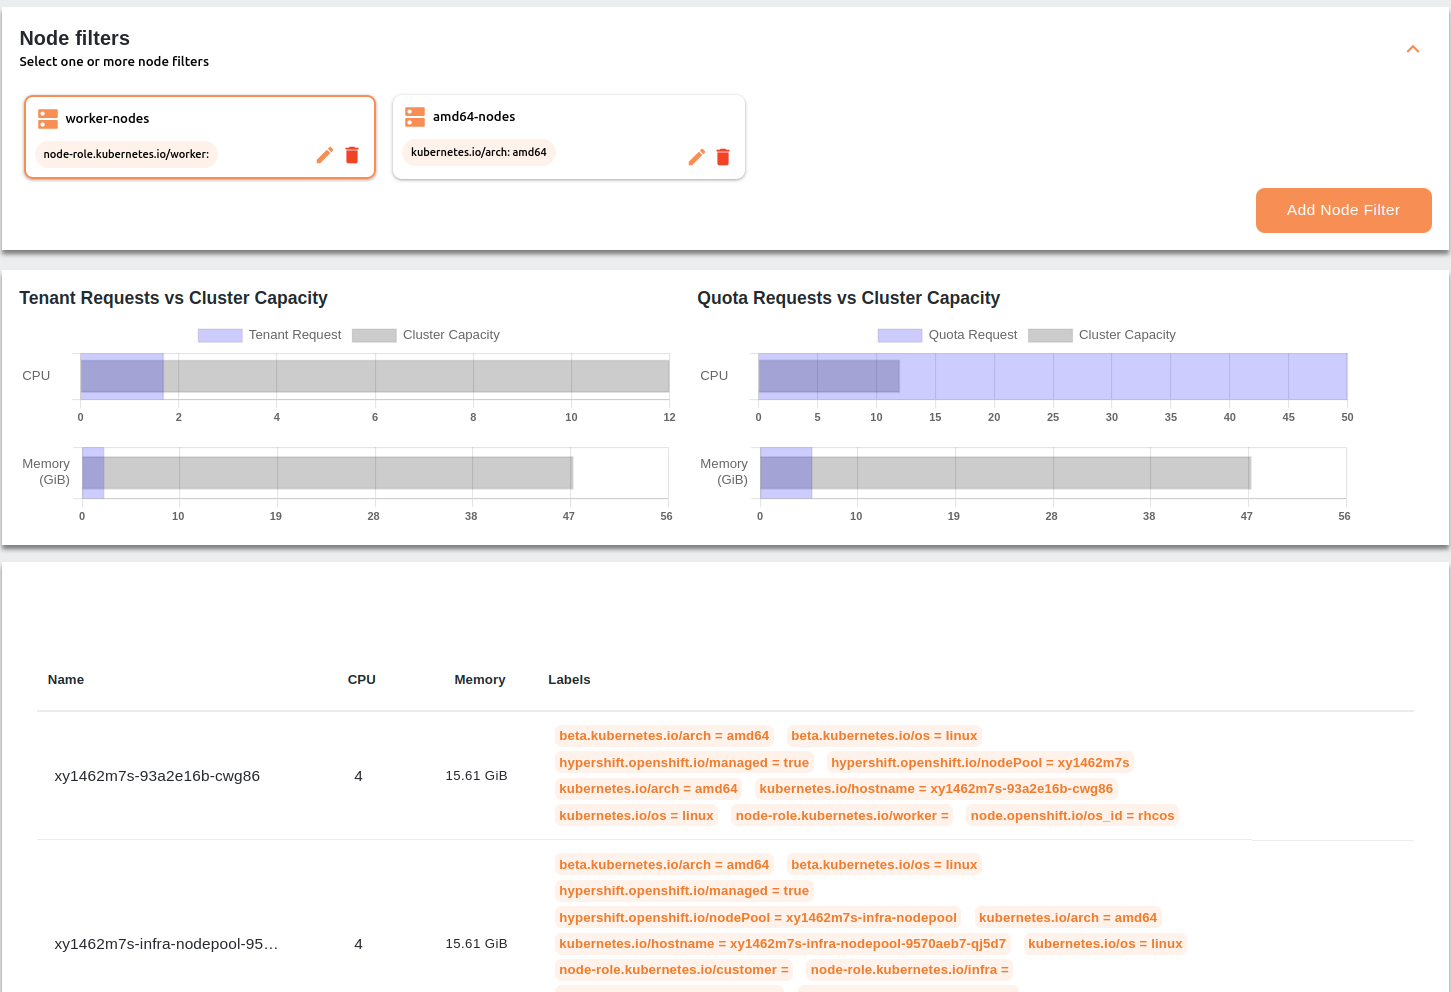 Node filters
Select one or more node filters
worker-nodes
node-role.kubernetes.io/worker:
amd64-nodes
kubernetes.io/arch: amd64
Add Node Filter
Tenant Requests vs Cluster Capacity
Tenant Request Cluster Capacity
CPU
0 2 4 6 8 10 12
Memory
(GiB)
0 10 19 28 38 47 56
Quota Requests vs Cluster Capacity
Quota Request Cluster Capacity
CPU
0 5 10 15 20 25 30 35 40 45 50
Memory
(GiB)
0 10 19 28 38 47 56
Name CPU Memory Labels
xy1462m7s-93a2e16b-cwg86 4 15.61 GiB
beta.kubernetes.io/arch = amd64 beta.kubernetes.io/os = linux
hypershift.openshift.io/managed = true hypershift.openshift.io/nodePool = xy1462m7s
kubernetes.io/arch = amd64 kubernetes.io/hostname = xy1462m7s-93a2e16b-cwg86
kubernetes.io/os = linux node-role.kubernetes.io/worker = node.openshift.io/os_id = rhcos
xy1462m7s-infra-nodepool-95… 4 15.61 GiB
beta.kubernetes.io/arch = amd64 beta.kubernetes.io/os = linux
hypershift.openshift.io/managed = true
hypershift.openshift.io/nodePool = xy1462m7s-infra-nodepool kubernetes.io/arch = amd64
kubernetes.io/hostname = xy1462m7s-infra-nodepool-9570aeb7-qj5d7 kubernetes.io/os = linux
node-role.kubernetes.io/customer = node-role.kubernetes.io/infra =